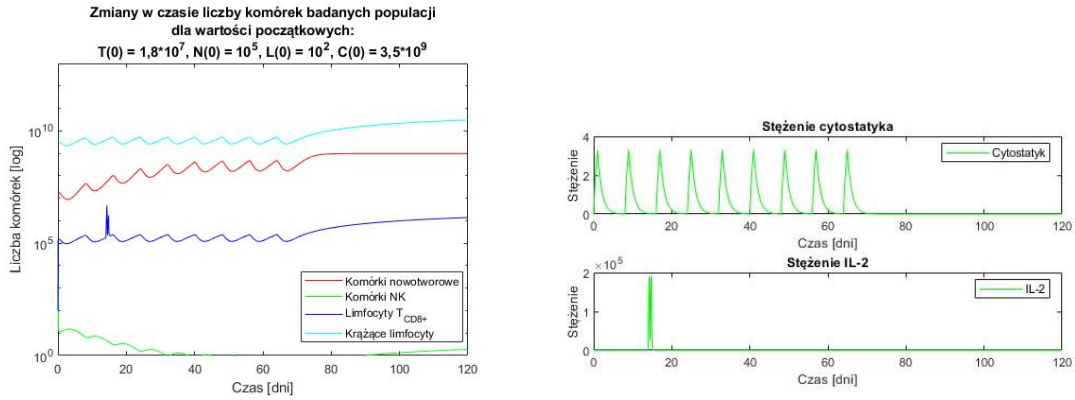 Zmiany w czasie liczby komórek badanych populacji
dla wartości początkowych:
T(0) = 1,8*10^7, N(0) = 10^5, L(0) = 10^2, C(0) = 3,5*10^9
10^10
10^5
10^0
Liczba komórek [log]
0 20 40 60 80 100 120
Czas [dni]
Komórki nowotworowe
Komórki NK
Limfocyty T_CD8+
Krążące limfocyty
Stężenie cytostatyka
4
2
0
Stężenie
Cytostatyk
0 20 40 60 80 100 120
Czas [dni]
Stężenie IL-2
×10^5
2
1
0
Stężenie
IL-2
0 20 40 60 80 100 120
Czas [dni]